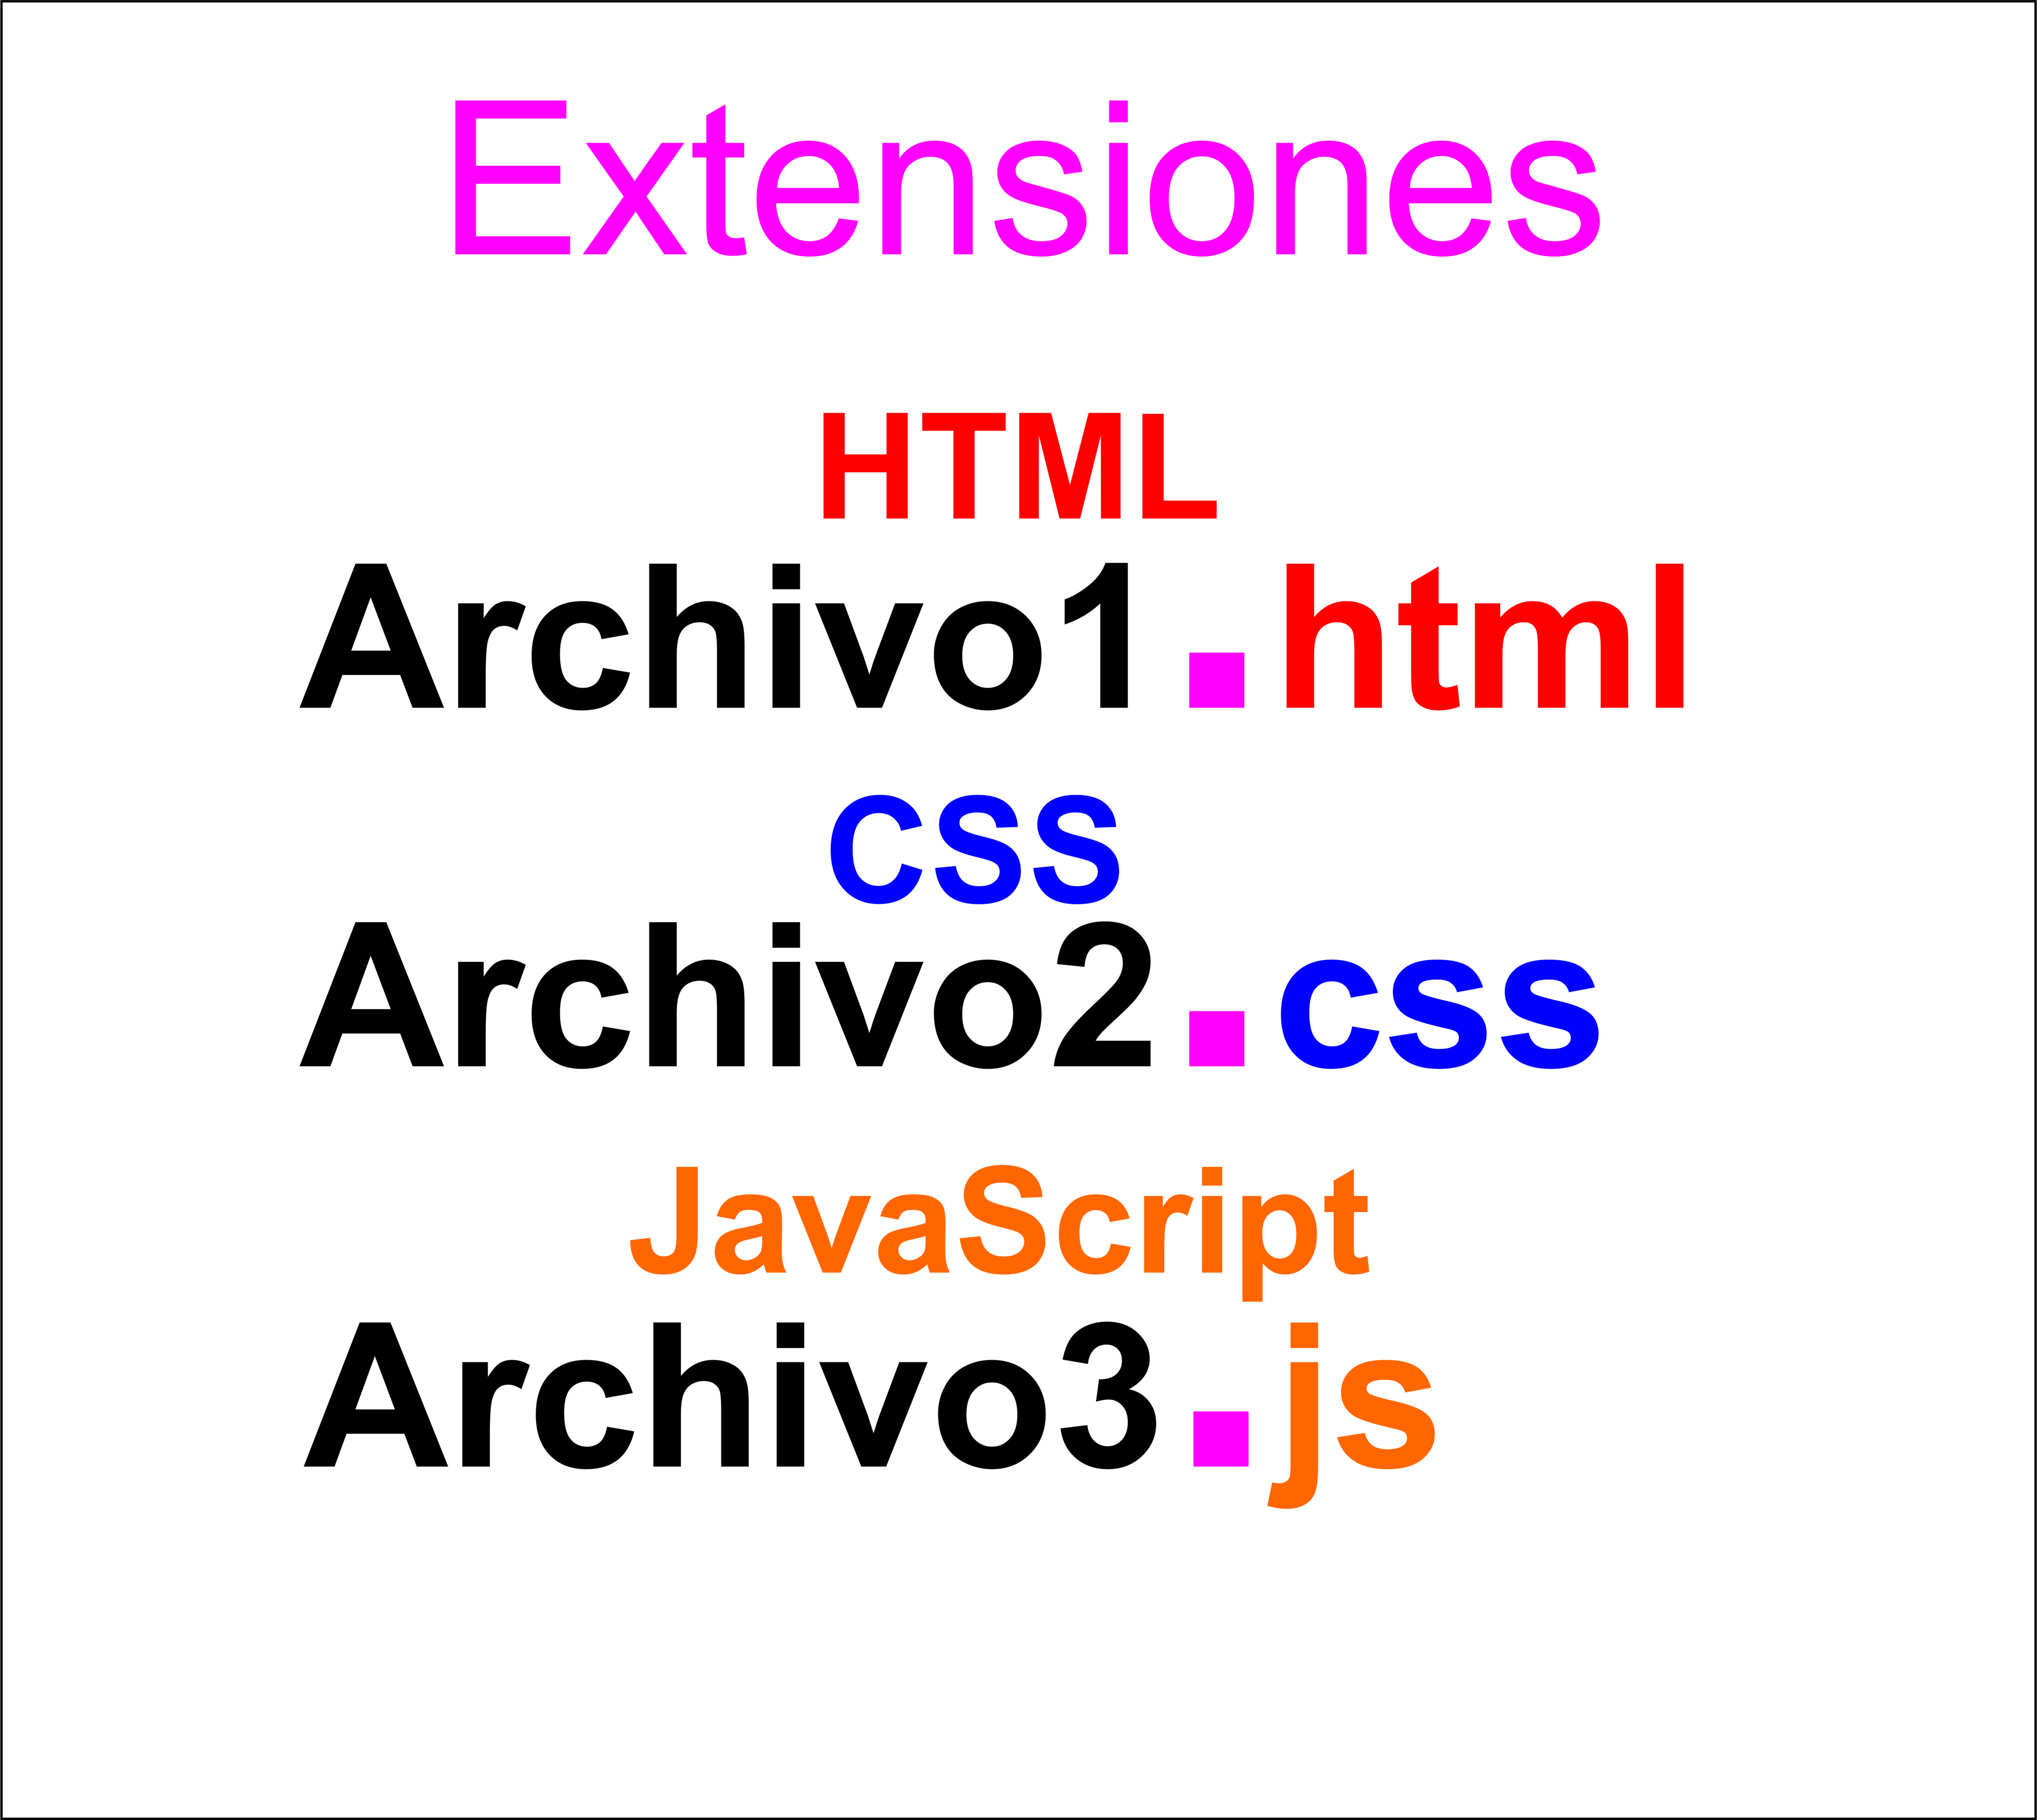 Extensiones
HTML
Archivo1.html
CSS
Archivo2.css
JavaScript
Archivo3.js